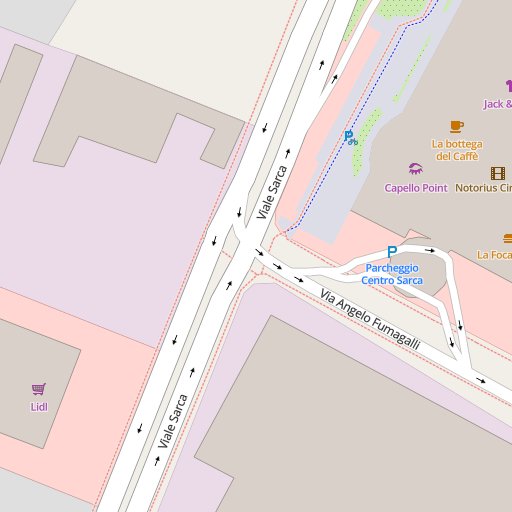 Jack &
La bottega
del Caffè
Capello Point
Notorius Cin
Viale Sarca
La Foca
P
Parcheggio
Centro Sarca
Via Angelo Fumagalli
Lidl
Viale Sarca
P